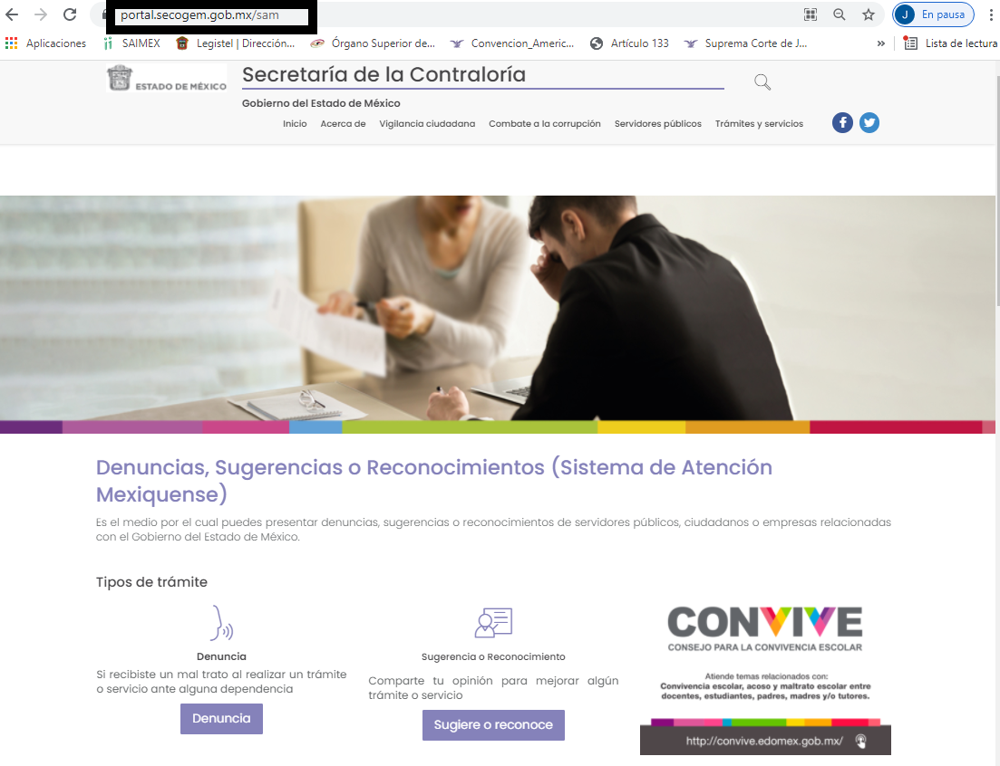 portal.secogem.gob.mx/sam
J En pausa
Aplicaciones SAIMEX Legistel | Dirección... Órgano Superior de... Convencion_Americ... Artículo 133 Suprema Corte de J... » Lista de lectura
ESTADO DE MÉXICO
Secretaría de la Contraloría
Gobierno del Estado de México
Inicio Acerca de Vigilancia ciudadana Combate a la corrupción Servidores públicos Trámites y servicios
Denuncias, Sugerencias o Reconocimientos (Sistema de Atención
Mexiquense)
Es el medio por el cual puedes presentar denuncias, sugerencias o reconocimientos de servidores públicos, ciudadanos o empresas relacionadas
con el Gobierno del Estado de México.
Tipos de trámite
Denuncia
Si recibiste un mal trato al realizar un trámite
o servicio ante alguna dependencia
Denuncia
Sugerencia o Reconocimiento
Comparte tu opinión para mejorar algún
trámite o servicio
Sugiere o reconoce
CONVIVE
CONSEJO PARA LA CONVIVENCIA ESCOLAR
Atiende temas relacionados con:
Convivencia escolar, acoso y maltrato escolar entre
docentes, estudiantes, padres, madres y/o tutores.
http://convive.edomex.gob.mx/